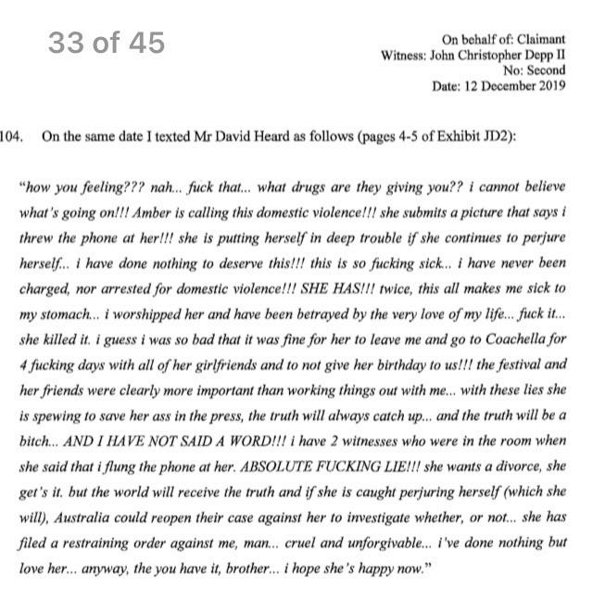 33 of 45
On behalf of: Claimant
Witness: John Christopher Depp II
No: Second
Date: 12 December 2019
104. On the same date I texted Mr David Heard as follows (pages 4-5 of Exhibit JD2):
"how you feeling??? nah... fuck that... what drugs are they giving you?? i cannot believe
what's going on!!! Amber is calling this domestic violence!!! she submits a picture that says i
threw the phone at her!!! she is putting herself in deep trouble if she continues to perjure
herself... i have done nothing to deserve this!!! this is so fucking sick... i have never been
charged, nor arrested for domestic violence!!! SHE HAS!!! twice, this all makes me sick to
my stomach... i worshipped her and have been betrayed by the very love of my life... fuck it...
she killed it. i guess i was so bad that it was fine for her to leave me and go to Coachella for
4 fucking days with all of her girlfriends and to not give her birthday to us!!! the festival and
her friends were clearly more important than working things out with me... with these lies she
is spewing to save her ass in the press, the truth will always catch up... and the truth will be a
bitch... AND I HAVE NOT SAID A WORD!!! i have 2 witnesses who were in the room when
she said that i flung the phone at her. ABSOLUTE FUCKING LIE!!! she wants a divorce, she
get's it. but the world will receive the truth and if she is caught perjuring herself (which she
will), Australia could reopen their case against her to investigate whether, or not... she has
filed a restraining order against me, man... cruel and unforgivable... i've done nothing but
love her... anyway, the you have it, brother... i hope she's happy now."